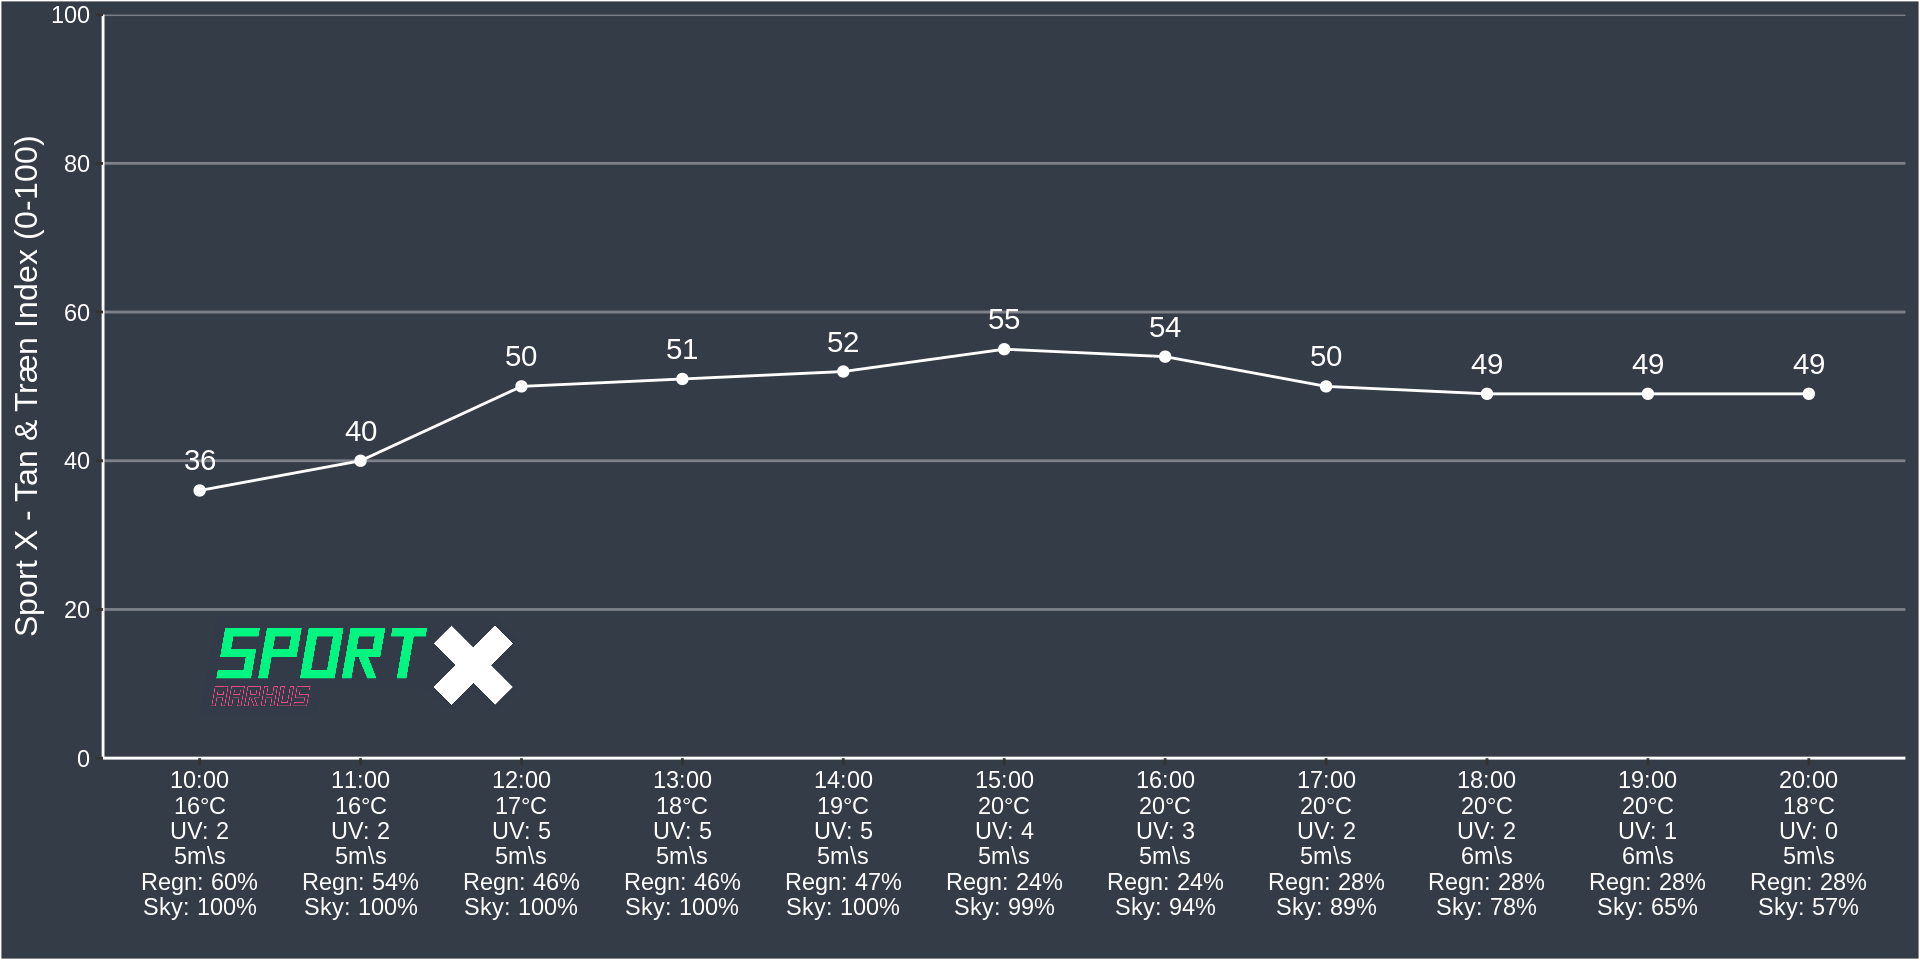 Sport X - Tan & Træn Index (0-100)
100
80
60
40
20
0
36
40
50
51
52
55
54
50
49
49
49
SPORT X
AARHUS
10:00 11:00 12:00 13:00 14:00 15:00 16:00 17:00 18:00 19:00 20:00
16°C 16°C 17°C 18°C 19°C 20°C 20°C 20°C 20°C 20°C 18°C
UV: 2 UV: 2 UV: 5 UV: 5 UV: 5 UV: 4 UV: 3 UV: 2 UV: 2 UV: 1 UV: 0
5m\s 5m\s 5m\s 5m\s 5m\s 5m\s 5m\s 5m\s 6m\s 6m\s 5m\s
Regn: 60% Regn: 54% Regn: 46% Regn: 46% Regn: 47% Regn: 24% Regn: 24% Regn: 28% Regn: 28% Regn: 28% Regn: 28%
Sky: 100% Sky: 100% Sky: 100% Sky: 100% Sky: 100% Sky: 99% Sky: 94% Sky: 89% Sky: 78% Sky: 65% Sky: 57%